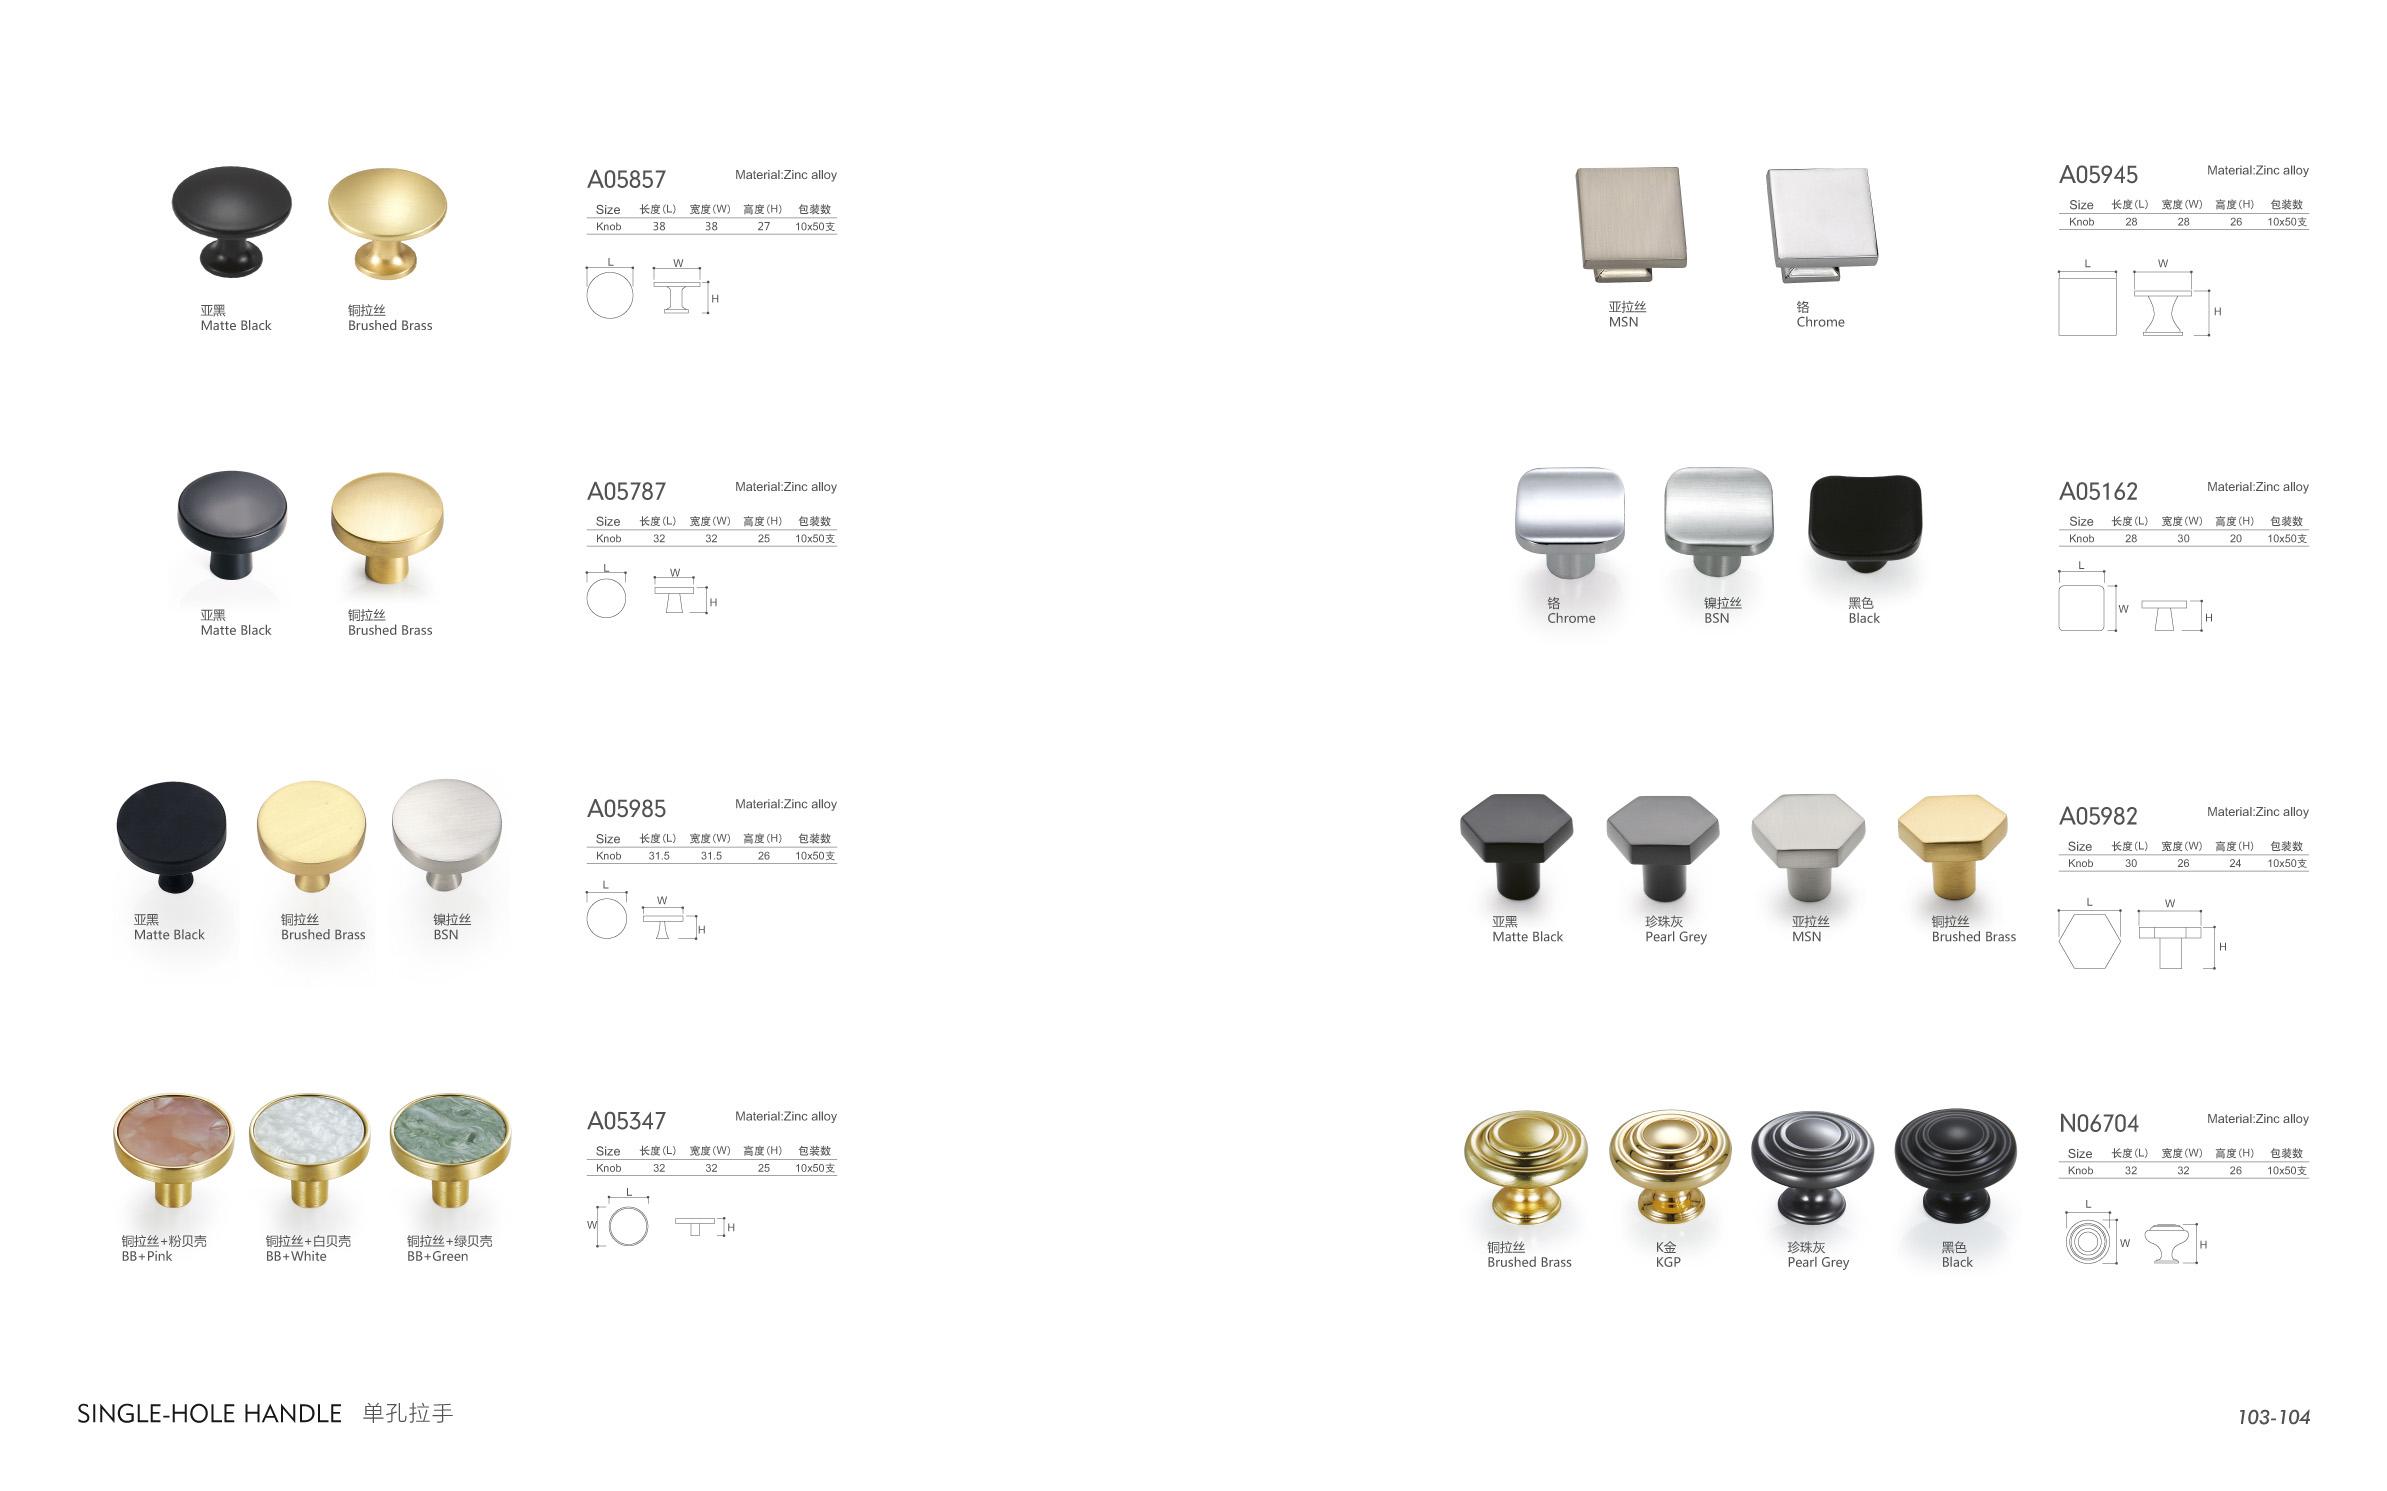 A05857 Material:Zinc alloy
Size 长度(L) 宽度(W) 高度(H) 包装数
Knob 38 38 27 10x50支
L W H
亚黑 铜拉丝
Matte Black Brushed Brass
A05787 Material:Zinc alloy
Size 长度(L) 宽度(W) 高度(H) 包装数
Knob 32 32 25 10x50支
L W H
亚黑 铜拉丝
Matte Black Brushed Brass
A05985 Material:Zinc alloy
Size 长度(L) 宽度(W) 高度(H) 包装数
Knob 31.5 31.5 26 10x50支
L W H
亚黑 铜拉丝 镍拉丝
Matte Black Brushed Brass BSN
A05347 Material:Zinc alloy
Size 长度(L) 宽度(W) 高度(H) 包装数
Knob 32 32 25 10x50支
L W H
铜拉丝+粉贝壳 铜拉丝+白贝壳 铜拉丝+绿贝壳
BB+Pink BB+White BB+Green
A05945 Material:Zinc alloy
Size 长度(L) 宽度(W) 高度(H) 包装数
Knob 28 28 26 10x50支
L W H
亚拉丝 铬
MSN Chrome
A05162 Material:Zinc alloy
Size 长度(L) 宽度(W) 高度(H) 包装数
Knob 28 30 20 10x50支
L W H
铬 镍拉丝 黑色
Chrome BSN Black
A05982 Material:Zinc alloy
Size 长度(L) 宽度(W) 高度(H) 包装数
Knob 30 26 24 10x50支
L W H
亚黑 珍珠灰 亚拉丝 铜拉丝
Matte Black Pearl Grey MSN Brushed Brass
N06704 Material:Zinc alloy
Size 长度(L) 宽度(W) 高度(H) 包装数
Knob 32 32 26 10x50支
L W H
铜拉丝 K金 珍珠灰 黑色
Brushed Brass KGP Pearl Grey Black
SINGLE-HOLE HANDLE 单孔拉手
103-104